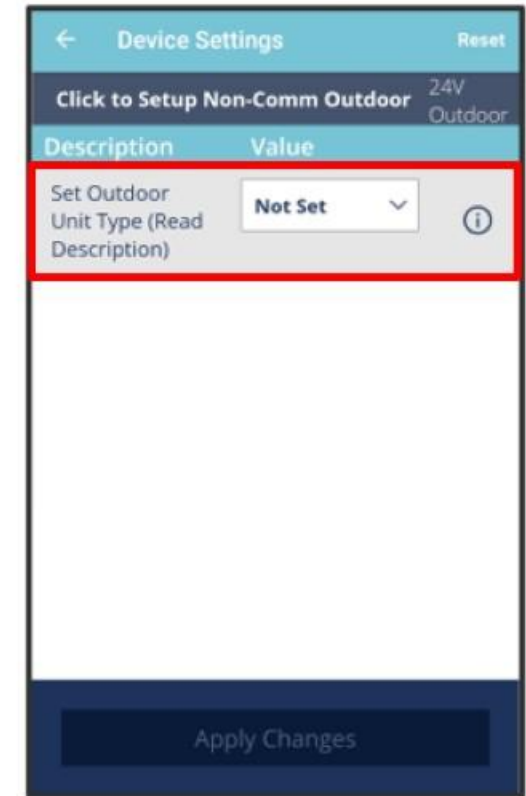 Device Settings
Reset
Click to Setup Non-Comm Outdoor
24V
Outdoor
Description
Value
Set Outdoor
Unit Type (Read
Description)
Not Set
Apply Changes